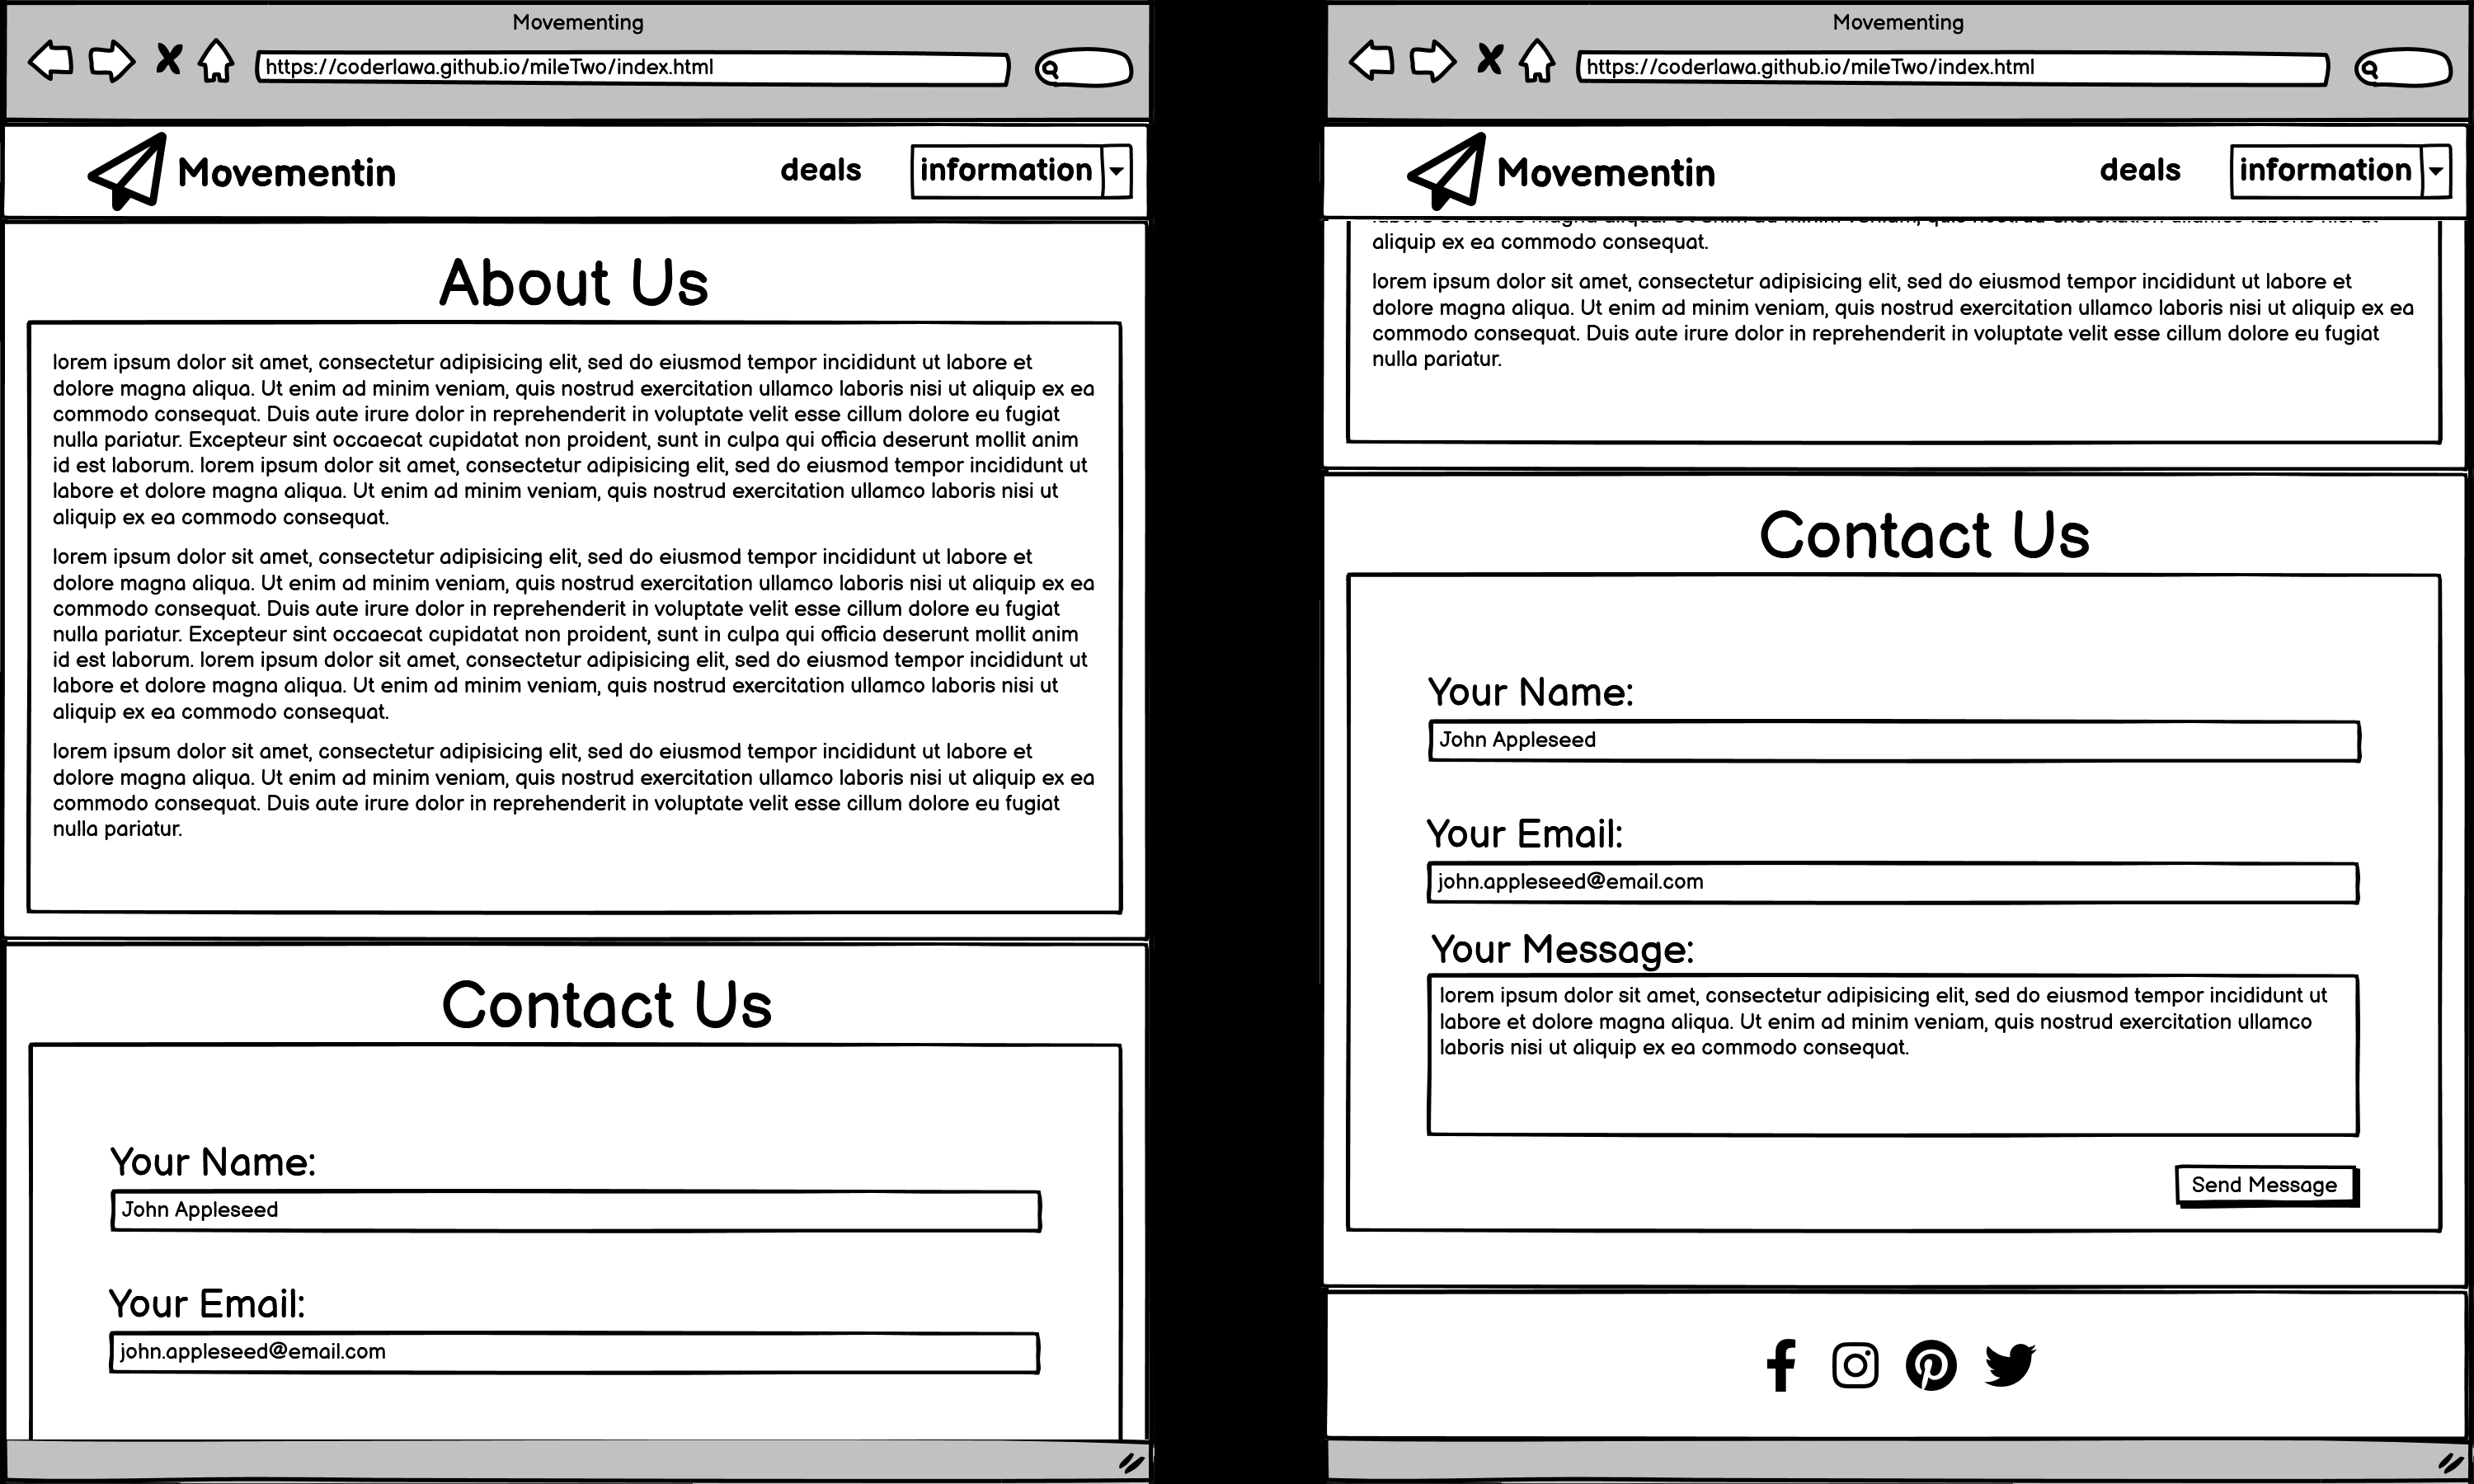 Movementing
https://coderlawa.github.io/mileTwo/index.html
Movementin
deals
information
About Us
lorem ipsum dolor sit amet, consectetur adipisicing elit, sed do eiusmod tempor incididunt ut labore et
dolore magna aliqua. Ut enim ad minim veniam, quis nostrud exercitation ullamco laboris nisi ut aliquip ex ea
commodo consequat. Duis aute irure dolor in reprehenderit in voluptate velit esse cillum dolore eu fugiat
nulla pariatur. Excepteur sint occaecat cupidatat non proident, sunt in culpa qui officia deserunt mollit anim
id est laborum. lorem ipsum dolor sit amet, consectetur adipisicing elit, sed do eiusmod tempor incididunt ut
labore et dolore magna aliqua. Ut enim ad minim veniam, quis nostrud exercitation ullamco laboris nisi ut
aliquip ex ea commodo consequat.
lorem ipsum dolor sit amet, consectetur adipisicing elit, sed do eiusmod tempor incididunt ut labore et
dolore magna aliqua. Ut enim ad minim veniam, quis nostrud exercitation ullamco laboris nisi ut aliquip ex ea
commodo consequat. Duis aute irure dolor in reprehenderit in voluptate velit esse cillum dolore eu fugiat
nulla pariatur. Excepteur sint occaecat cupidatat non proident, sunt in culpa qui officia deserunt mollit anim
id est laborum. lorem ipsum dolor sit amet, consectetur adipisicing elit, sed do eiusmod tempor incididunt ut
labore et dolore magna aliqua. Ut enim ad minim veniam, quis nostrud exercitation ullamco laboris nisi ut
aliquip ex ea commodo consequat.
lorem ipsum dolor sit amet, consectetur adipisicing elit, sed do eiusmod tempor incididunt ut labore et
dolore magna aliqua. Ut enim ad minim veniam, quis nostrud exercitation ullamco laboris nisi ut aliquip ex ea
commodo consequat. Duis aute irure dolor in reprehenderit in voluptate velit esse cillum dolore eu fugiat
nulla pariatur.
Contact Us
Your Name:
John Appleseed
Your Email:
john.appleseed@email.com
Movementing
https://coderlawa.github.io/mileTwo/index.html
Movementin
deals
information
aliquip ex ea commodo consequat.
lorem ipsum dolor sit amet, consectetur adipisicing elit, sed do eiusmod tempor incididunt ut labore et
dolore magna aliqua. Ut enim ad minim veniam, quis nostrud exercitation ullamco laboris nisi ut aliquip ex ea
commodo consequat. Duis aute irure dolor in reprehenderit in voluptate velit esse cillum dolore eu fugiat
nulla pariatur.
Contact Us
Your Name:
John Appleseed
Your Email:
john.appleseed@email.com
Your Message:
lorem ipsum dolor sit amet, consectetur adipisicing elit, sed do eiusmod tempor incididunt ut
labore et dolore magna aliqua. Ut enim ad minim veniam, quis nostrud exercitation ullamco
laboris nisi ut aliquip ex ea commodo consequat.
Send Message